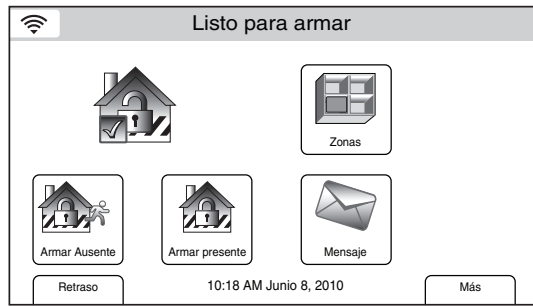 Listo para armar
Zonas
Armar Ausente
Armar presente
Mensaje
Retraso
10:18 AM Junio 8, 2010
Más